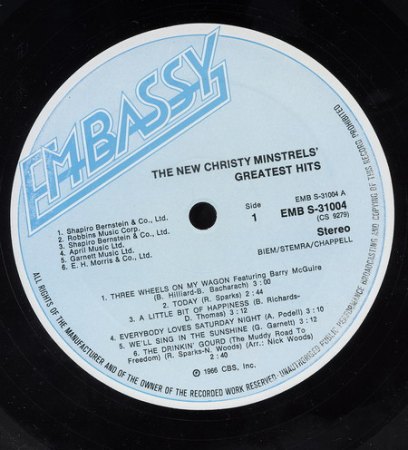 EMBASSY
THE NEW CHRISTY MINSTRELS'
GREATEST HITS
EMB S-31004 A
Side
1
EMB S-31004
(CS 9279)
Stereo
BIEM/STEMRA/CHAPPELL
1. Shapiro Bernstein & Co., Ltd.
2. Robbins Music Corp.
3. Shapiro Bernstein & Co., Ltd.
4. April Music Ltd.
5. Garnett Music Ltd.
6. E. H. Morris & Co., Ltd.
1. THREE WHEELS ON MY WAGON Featuring Barry McGuire
(B. Hilliard-B. Bacharach) 3:00
2. TODAY (R. Sparks) 2:44
3. A LITTLE BIT OF HAPPINESS (B. Richards-
D. Thomas) 3:12
4. EVERYBODY LOVES SATURDAY NIGHT (A. Podell) 3:01
5. WE'LL SING IN THE SUNSHINE (G. Garnett) 3:10
6. THE DRINKIN' GOURD (The Muddy Road To
Freedom) (R. Sparks-N. Woods) (Arr.: Nick Woods)
2:40
℗ 1966 CBS, Inc.
ALL RIGHTS OF THE MANUFACTURER AND OF THE OWNER OF THE RECORDED WORK RESERVED - UNAUTHORISED PUBLIC PERFORMANCE BROADCASTING AND COPYING OF THIS RECORD PROHIBITED